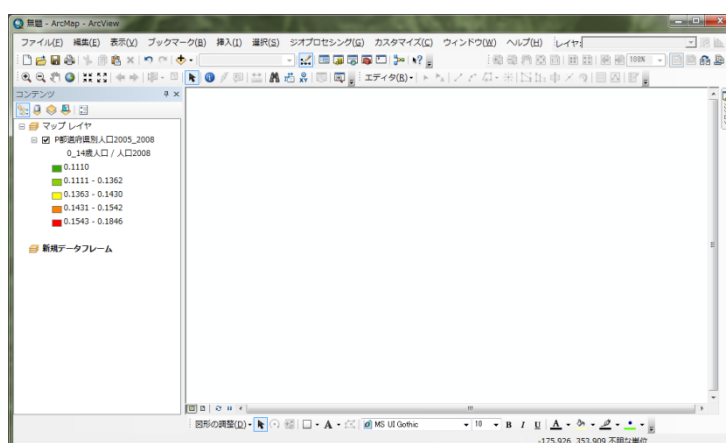 無題 - ArcMap - ArcView
ファイル(F) 編集(E) 表示(V) ブックマーク(B) 挿入(I) 選択(S) ジオプロセシング(G) カスタマイズ(C) ウィンドウ(W) ヘルプ(H) レイヤ:
100%
エディタ(R)
コンテンツ
マップ レイヤ
P都道府県別人口2005_2008
0_14歳人口 / 人口2008
0.1110
0.1111 - 0.1362
0.1363 - 0.1430
0.1431 - 0.1542
0.1543 - 0.1846
新規データフレーム
図形の調整(D) A MS UI Gothic 10 B I U A
-175.926 353.909 不明な単位